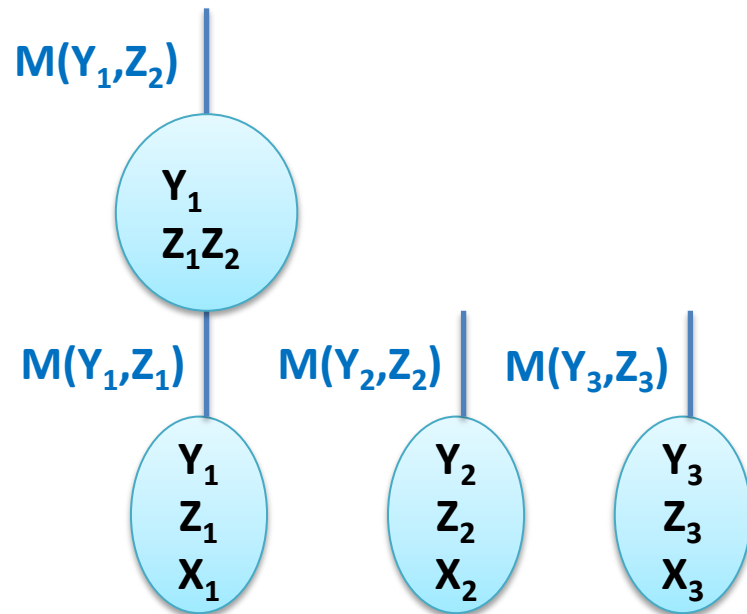 M(Y₁,Z₂)
Y₁
Z₁Z₂
M(Y₁,Z₁) M(Y₂,Z₂) M(Y₃,Z₃)
Y₁ Y₂ Y₃
Z₁ Z₂ Z₃
X₁ X₂ X₃